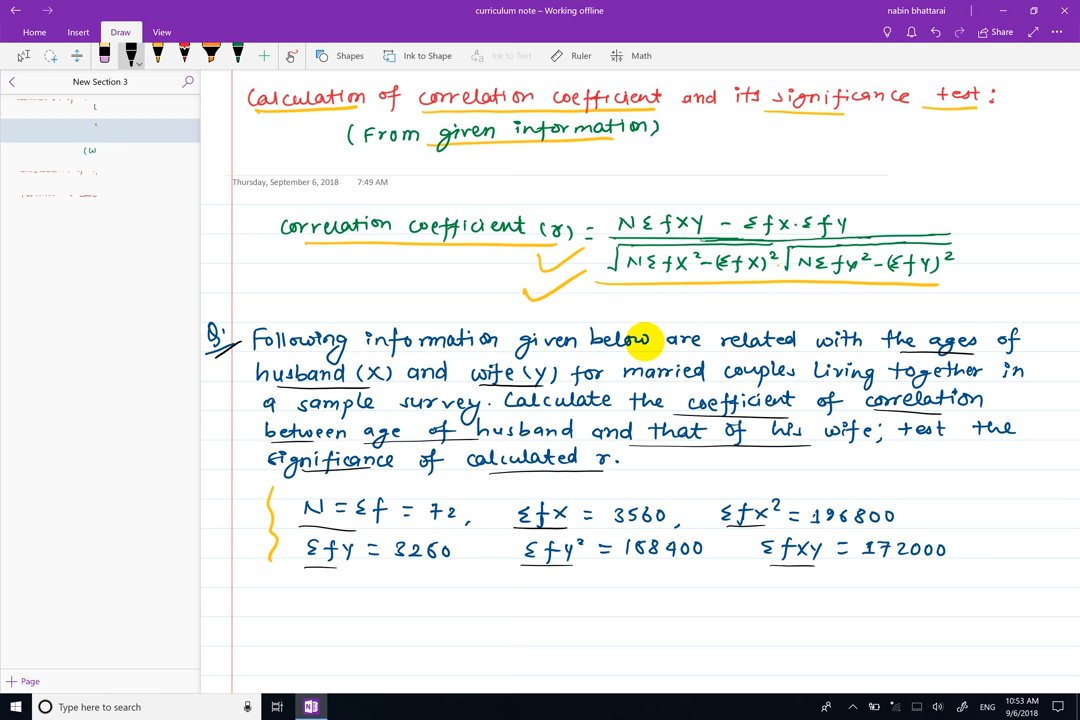 curriculum note – Working offline
nabin bhattarai
Home Insert Draw View
Share
Shapes Ink to Shape Ink to Text Ruler Math
New Section 3
Calculation of correlation coefficient and its significance test:
(From given information)
Thursday, September 6, 2018 7:49 AM
Correlation coefficient (r) = NΣfXY - ΣfX.ΣfY / √NΣfX²-(ΣfX)² √NΣfY²-(ΣfY)²
Q: Following information given below are related with the ages of
husband (X) and wife (Y) for married couples living together in
a sample survey. Calculate the coefficient of correlation
between age of husband and that of his wife; test the
significance of calculated r.
N = Σf = 72, ΣfX = 3560, ΣfX² = 196800
ΣfY = 3260 ΣfY² = 168400 ΣfXY = 172000
+ Page
Type here to search
ENG
10:53 AM
9/6/2018